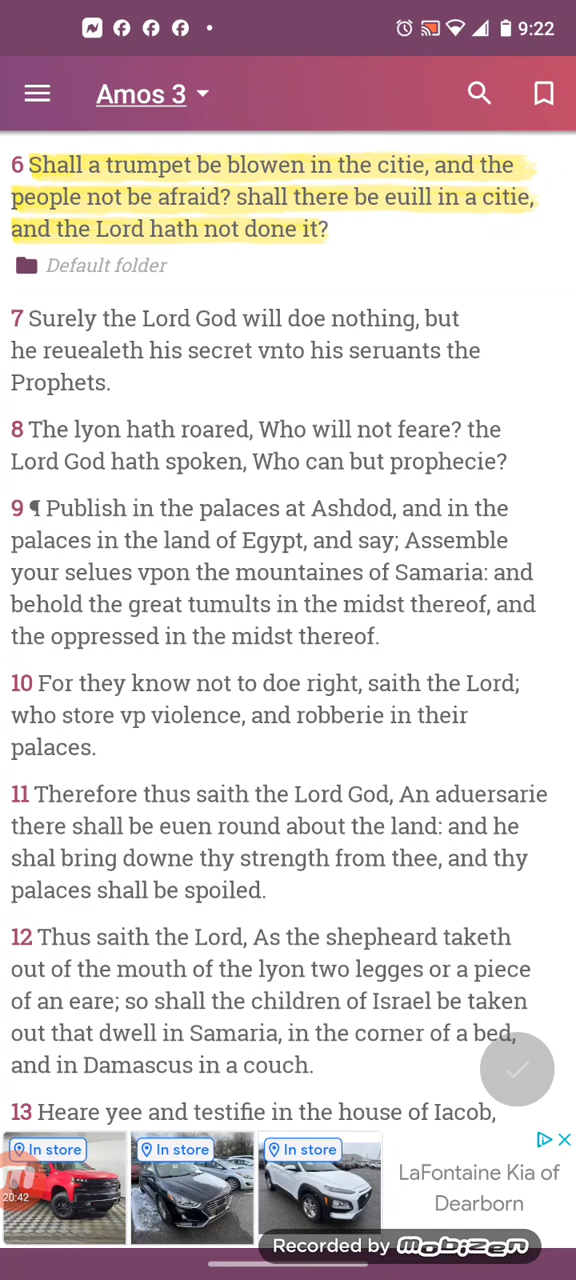 9:22
Amos 3
6 Shall a trumpet be blowen in the citie, and the
people not be afraid? shall there be euill in a citie,
and the Lord hath not done it?
Default folder
7 Surely the Lord God will doe nothing, but
he reuealeth his secret vnto his seruants the
Prophets.
8 The lyon hath roared, Who will not feare? the
Lord God hath spoken, Who can but prophecie?
9 ¶ Publish in the palaces at Ashdod, and in the
palaces in the land of Egypt, and say; Assemble
your selues vpon the mountaines of Samaria: and
behold the great tumults in the midst thereof, and
the oppressed in the midst thereof.
10 For they know not to doe right, saith the Lord;
who store vp violence, and robberie in their
palaces.
11 Therefore thus saith the Lord God, An aduersarie
there shall be euen round about the land: and he
shal bring downe thy strength from thee, and thy
palaces shall be spoiled.
12 Thus saith the Lord, As the shepheard taketh
out of the mouth of the lyon two legges or a piece
of an eare; so shall the children of Israel be taken
out that dwell in Samaria, in the corner of a bed,
and in Damascus in a couch.
13 Heare yee and testifie in the house of Iacob,
In store
In store
In store
LaFontaine Kia of
Dearborn
20:42
Recorded by mobizen